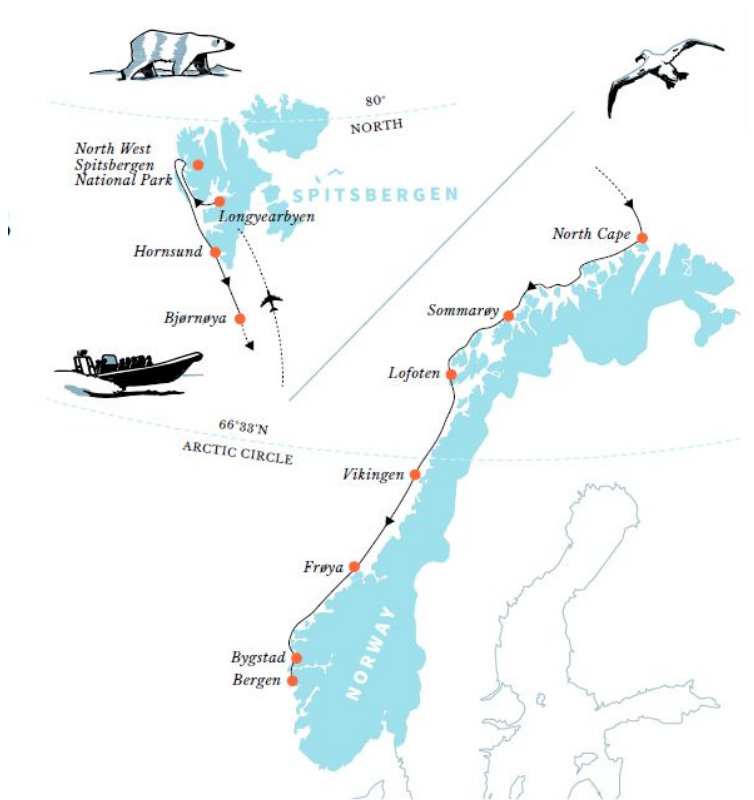 80°
NORTH
North West
Spitsbergen
National Park
SPITSBERGEN
Longyearbyen
Hornsund
Bjørnøya
North Cape
Sommarøy
Lofoten
66°33'N
ARCTIC CIRCLE
Vikingen
Frøya
NORWAY
Bygstad
Bergen